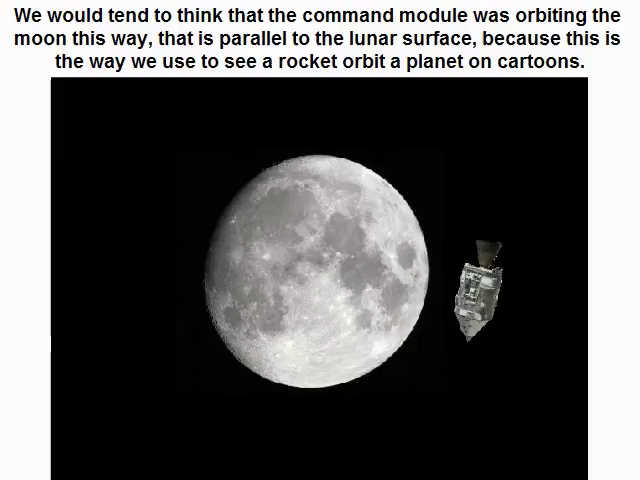 We would tend to think that the command module was orbiting the
moon this way, that is parallel to the lunar surface, because this is
the way we use to see a rocket orbit a planet on cartoons.